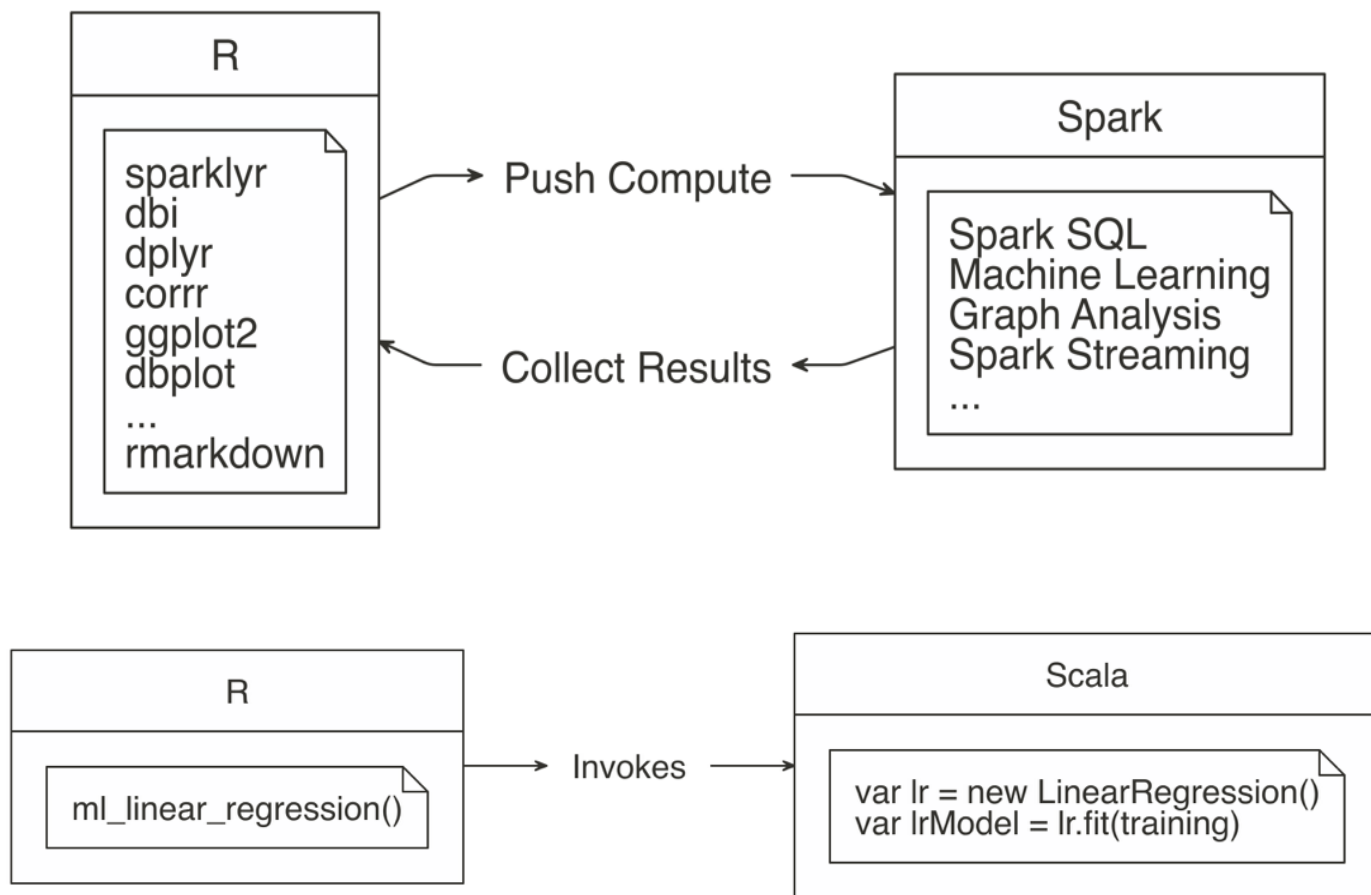 R
sparklyr
dbi
dplyr
corrr
ggplot2
dbplot
...
rmarkdown
Push Compute
Collect Results
Spark
Spark SQL
Machine Learning
Graph Analysis
Spark Streaming
...
R
ml_linear_regression()
Invokes
Scala
var lr = new LinearRegression()
var lrModel = lr.fit(training)